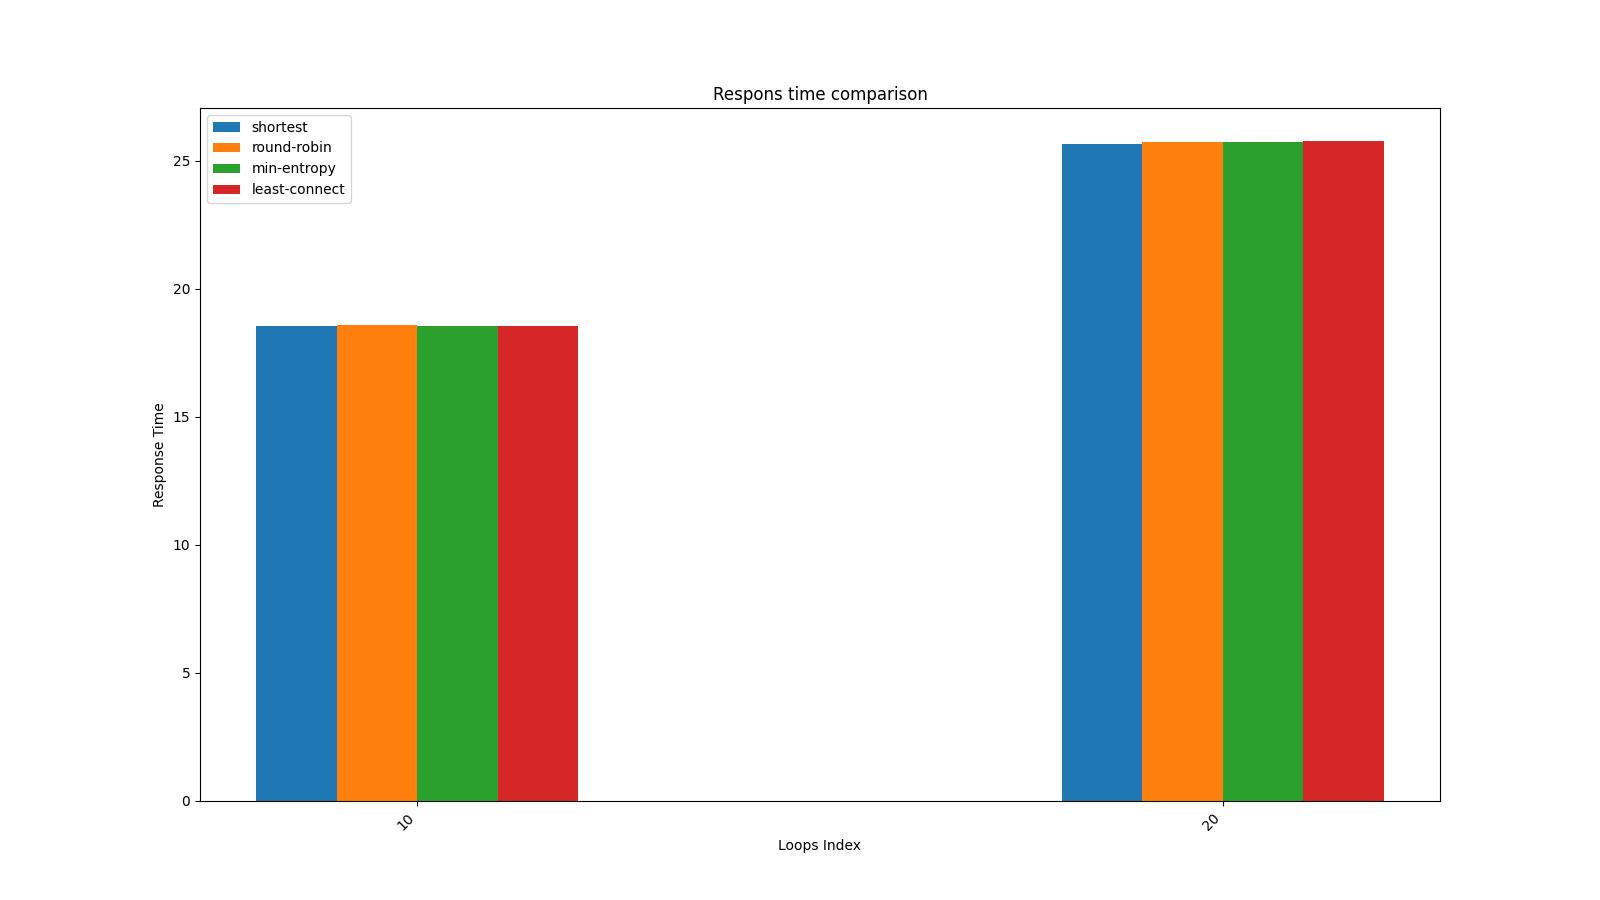 Respons time comparison
shortest
round-robin
min-entropy
least-connect
25
20
15
10
5
0
Response Time
10
20
Loops Index